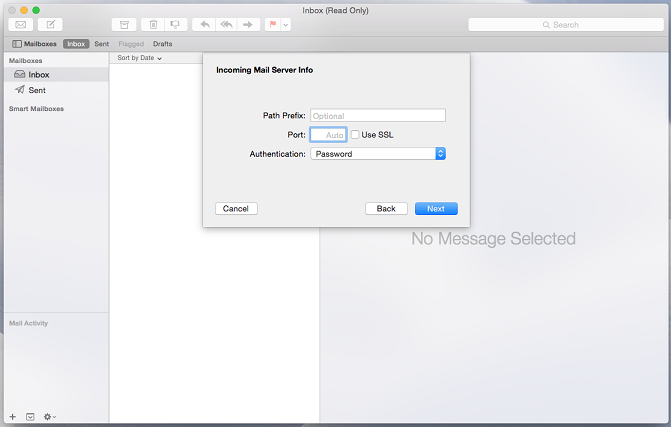 Inbox (Read Only)
Search
Mailboxes Inbox Sent Flagged Drafts
Mailboxes
Inbox
Sent
Smart Mailboxes
Mail Activity
Sort by Date
Incoming Mail Server Info
Path Prefix: Optional
Port: Auto Use SSL
Authentication: Password
Cancel Back Next
No Message Selected